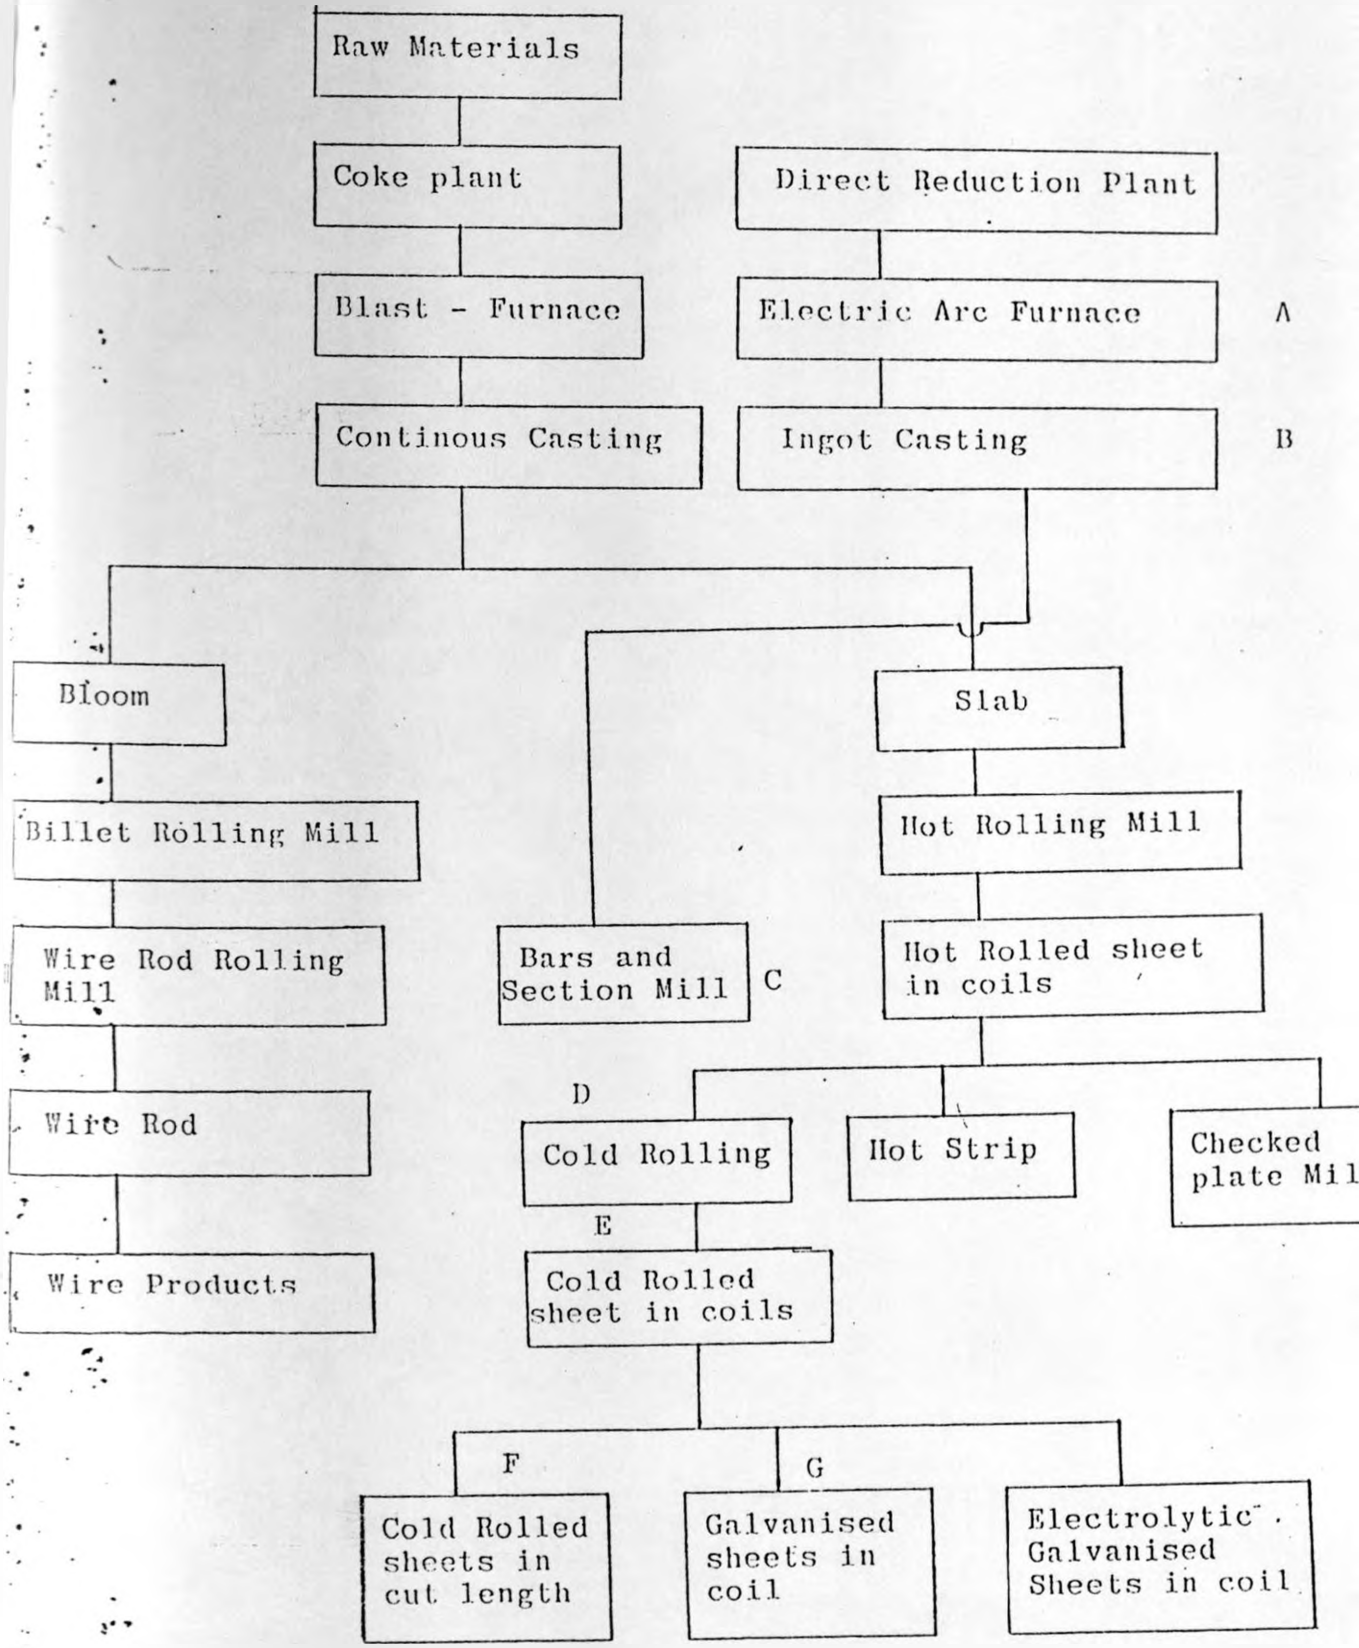 Raw Materials
Coke plant
Direct Reduction Plant
Blast - Furnace
Electric Arc Furnace
A
Continous Casting
Ingot Casting
B
Bloom
Slab
Billet Rolling Mill
Hot Rolling Mill
Wire Rod Rolling
Mill
Bars and
Section Mill
C
Hot Rolled sheet
in coils
D
Wire Rod
Cold Rolling
Hot Strip
Checked
plate Mil
E
Wire Products
Cold Rolled
sheet in coils
F
G
Cold Rolled
sheets in
cut length
Galvanised
sheets in
coil
Electrolytic
Galvanised
Sheets in coil